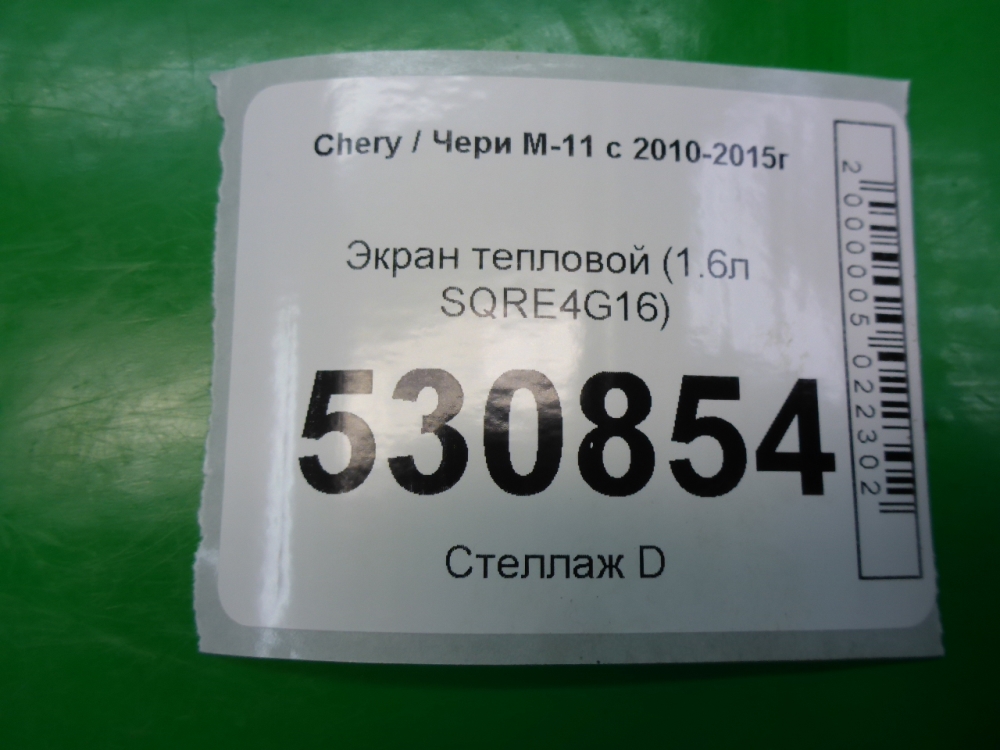 Chery / Чери М-11 с 2010-2015г
Экран тепловой (1.6л
SQRE4G16)
530854
Стеллаж D
2000005022302